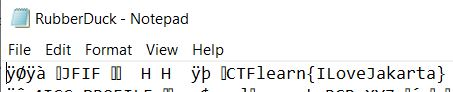 RubberDuck - Notepad
File Edit Format View Help
ÿØÿà JFIF H H ÿþ CTFlearn{ILoveJakarta}